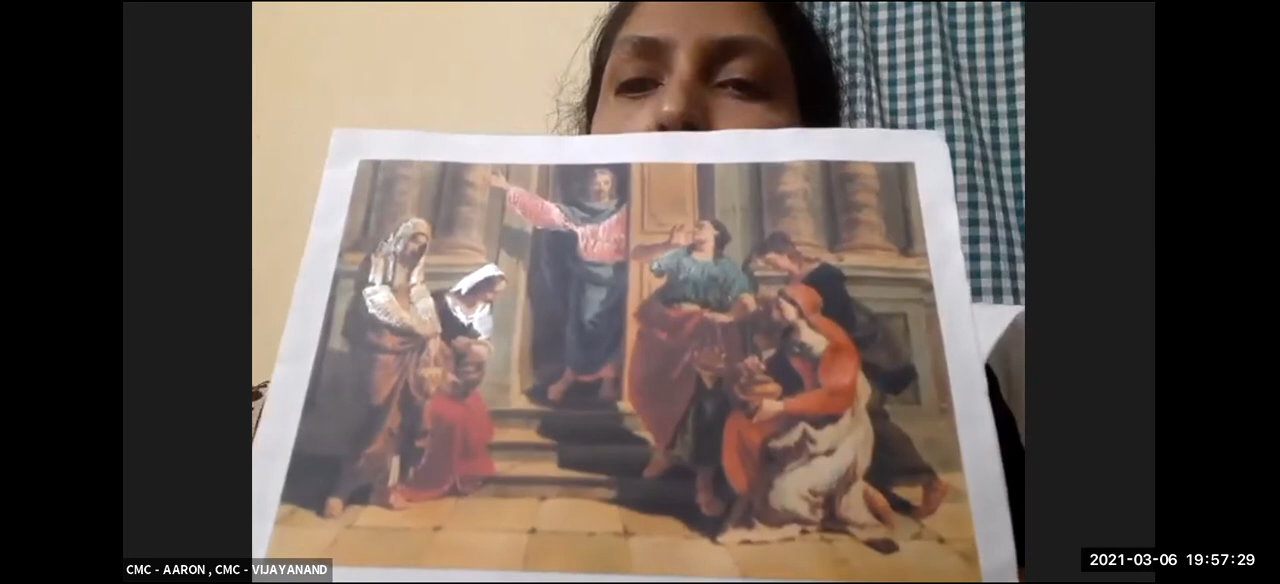 CMC - AARON , CMC - VIJAYANAND
2021-03-06 19:57:29